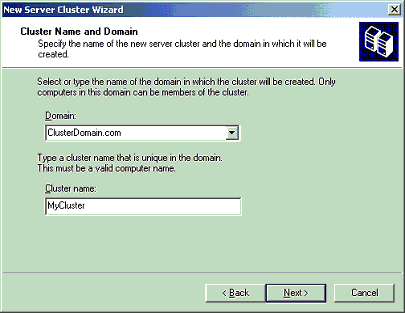 New Server Cluster Wizard
Cluster Name and Domain
Specify the name of the new server cluster and the domain in which it will be
created.
Select or type the name of the domain in which the cluster will be created. Only
computers in this domain can be members of the cluster.
Domain:
ClusterDomain.com
Type a cluster name that is unique in the domain.
This must be a valid computer name.
Cluster name:
MyCluster
< Back
Next >
Cancel